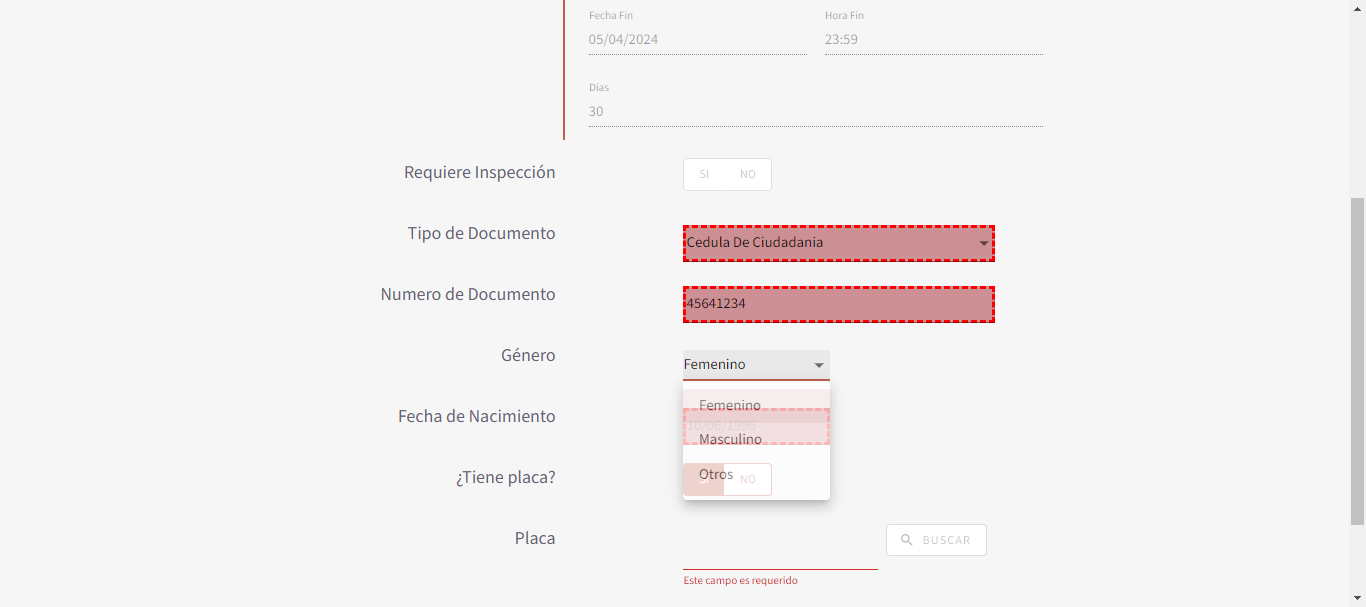 Fecha Fin Hora Fin
05/04/2024 23:59
Días
30
Requiere Inspección SI NO
Tipo de Documento Cedula De Ciudadania
Numero de Documento 45641234
Género Femenino
Femenino
Fecha de Nacimiento 10/06/1996
Masculino
¿Tiene placa? Otros NO
Placa BUSCAR
Este campo es requerido